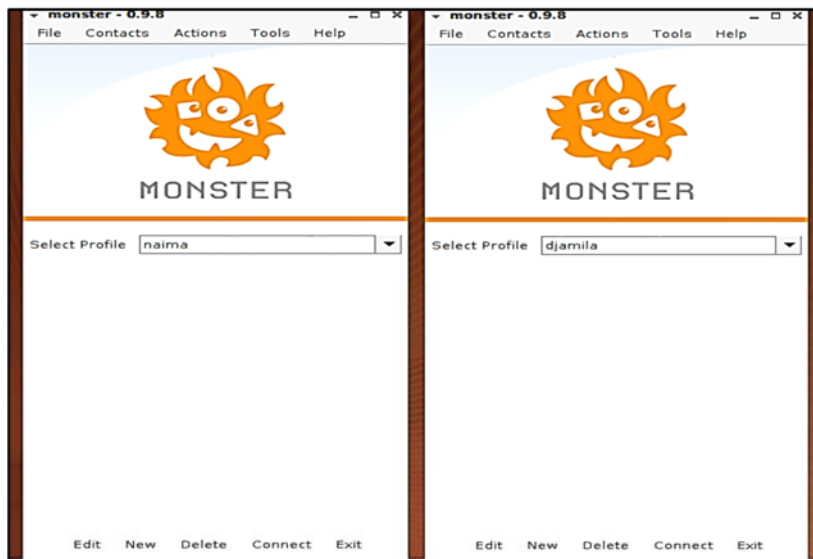 monster - 0.9.8
File Contacts Actions Tools Help
MONSTER
Select Profile naima
Edit New Delete Connect Exit
monster - 0.9.8
File Contacts Actions Tools Help
MONSTER
Select Profile djamila
Edit New Delete Connect Exit